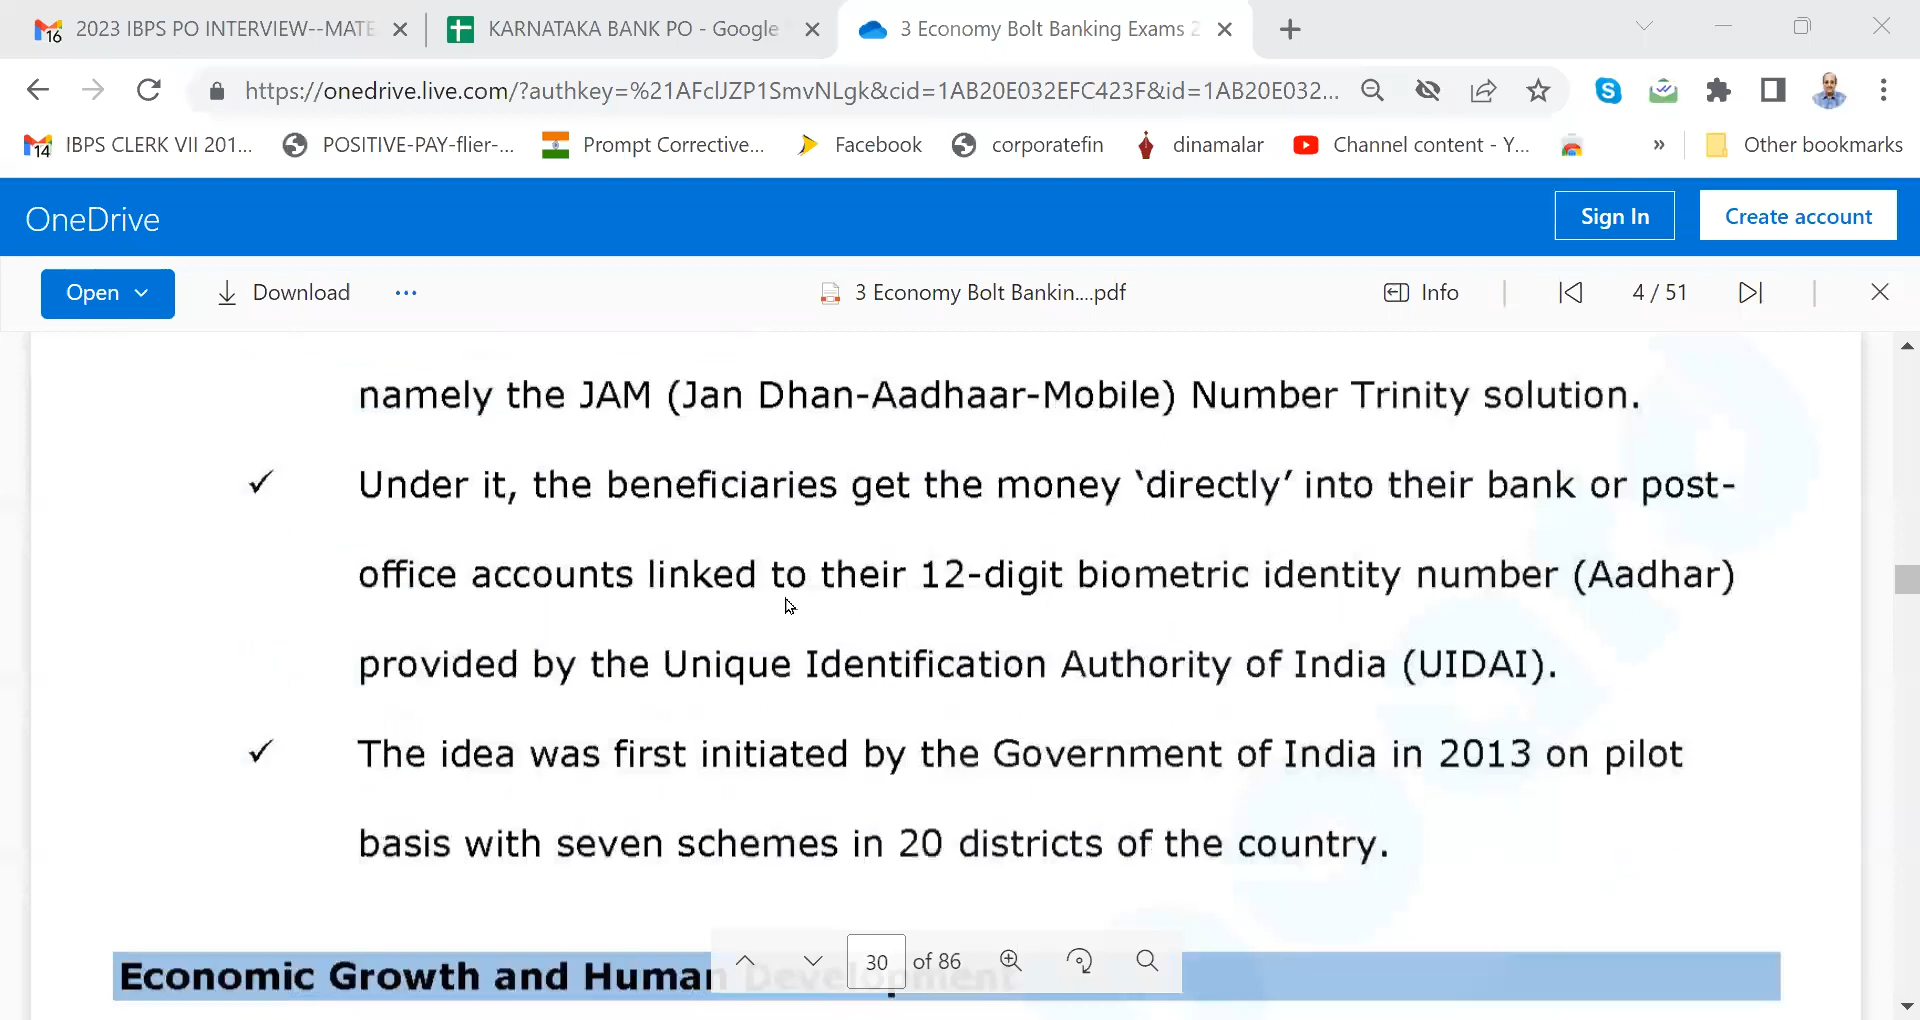 16 2023 IBPS PO INTERVIEW--MATE KARNATAKA BANK PO - Google 3 Economy Bolt Banking Exams 2
https://onedrive.live.com/?authkey=%21AFclJZP1SmvNLgk&cid=1AB20E032EFC423F&id=1AB20E032...
14 IBPS CLERK VII 201... POSITIVE-PAY-flier-... Prompt Corrective... Facebook corporatefin dinamalar Channel content - Y... » Other bookmarks
OneDrive Sign In Create account
Open Download ... 3 Economy Bolt Bankin....pdf Info 4 / 51
namely the JAM (Jan Dhan-Aadhaar-Mobile) Number Trinity solution.
✓ Under it, the beneficiaries get the money ‘directly’ into their bank or post-
office accounts linked to their 12-digit biometric identity number (Aadhar)
provided by the Unique Identification Authority of India (UIDAI).
✓ The idea was first initiated by the Government of India in 2013 on pilot
basis with seven schemes in 20 districts of the country.
30 of 86
Economic Growth and Human Development